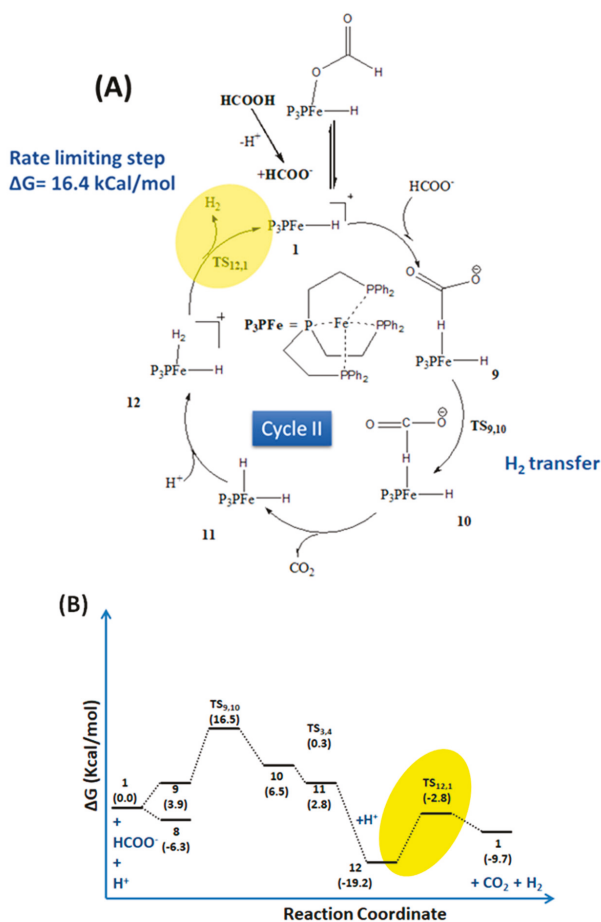 (A)
O
O
H
HCOOH
P₃PFe—H
-H⁺
+HCOO⁻
Rate limiting step
ΔG= 16.4 kCal/mol
H₂
HCOO⁻
+
P₃PFe—H
TS₁₂,₁
1
O
O
⊖
PPh₂
H
H₂
+
P₃PFe =
P
Fe
PPh₂
P₃PFe—H
P₃PFe
H
PPh₂
9
12
Cycle II
O
C
O
⊖
TS₉,₁₀
H
H
H₂ transfer
H⁺
P₃PFe
H
P₃PFe—H
11
10
CO₂
(B)
ΔG (Kcal/mol)
TS₉,₁₀
(16.5)
TS₃,₄
(0.3)
1
(0.0)
9
(3.9)
10
(6.5)
11
(2.8)
TS₁₂,₁
(-2.8)
+
HCOO⁻
+
H⁺
8
(-6.3)
+H⁺
1
(-9.7)
12
(-19.2)
+ CO₂ + H₂
Reaction Coordinate